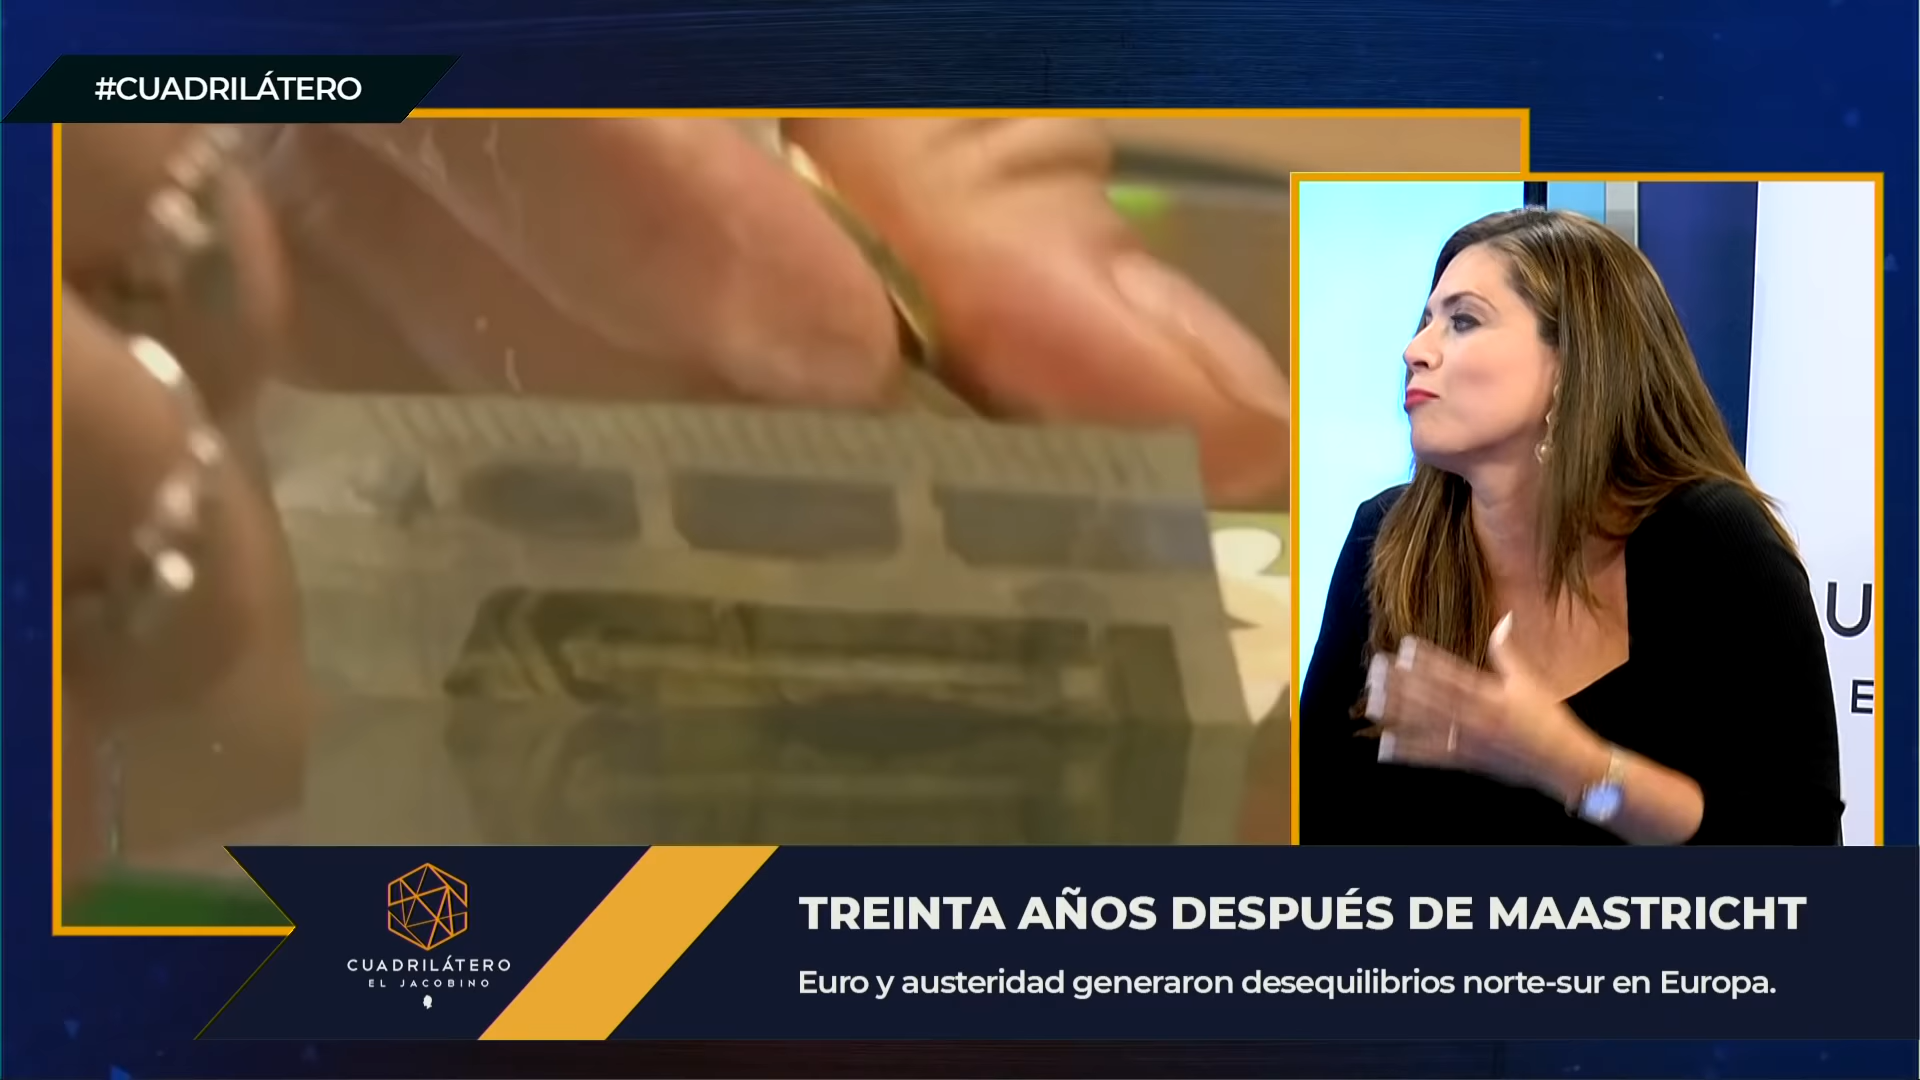 #CUADRILÁTERO
U
E
TREINTA AÑOS DESPUÉS DE MAASTRICHT
Euro y austeridad generaron desequilibrios norte-sur en Europa.
CUADRILÁTERO
EL JACOBINO